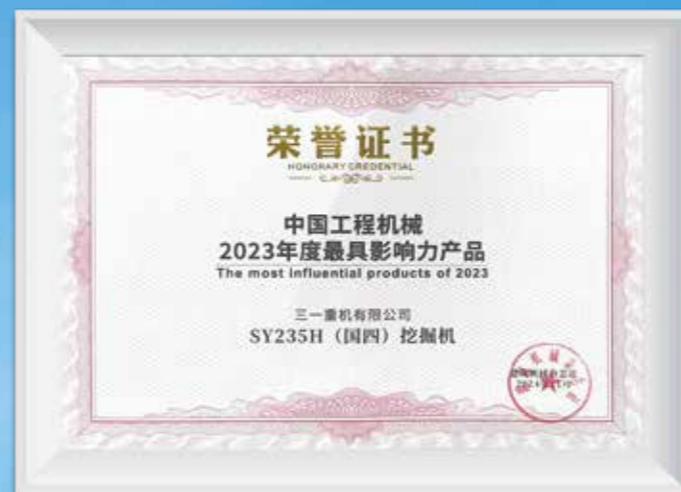 荣誉证书
HONORARY CREDENTIAL
中国工程机械
2023年度最具影响力产品
The most influential products of 2023
三一重机有限公司
SY235H（国四）挖掘机